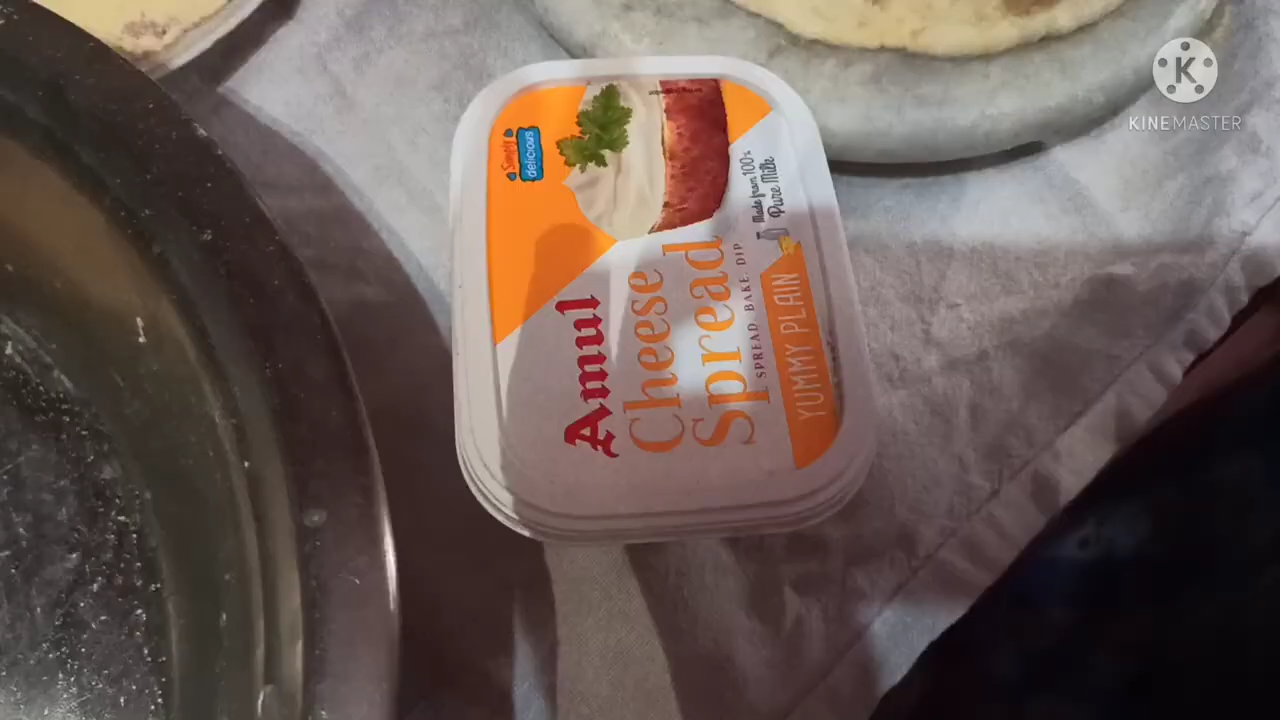 Simply
delicious
Amul
Cheese
Spread
SPREAD BAKE DIP
Made from 100%
Pure Milk
YUMMY PLAIN
KINEMASTER